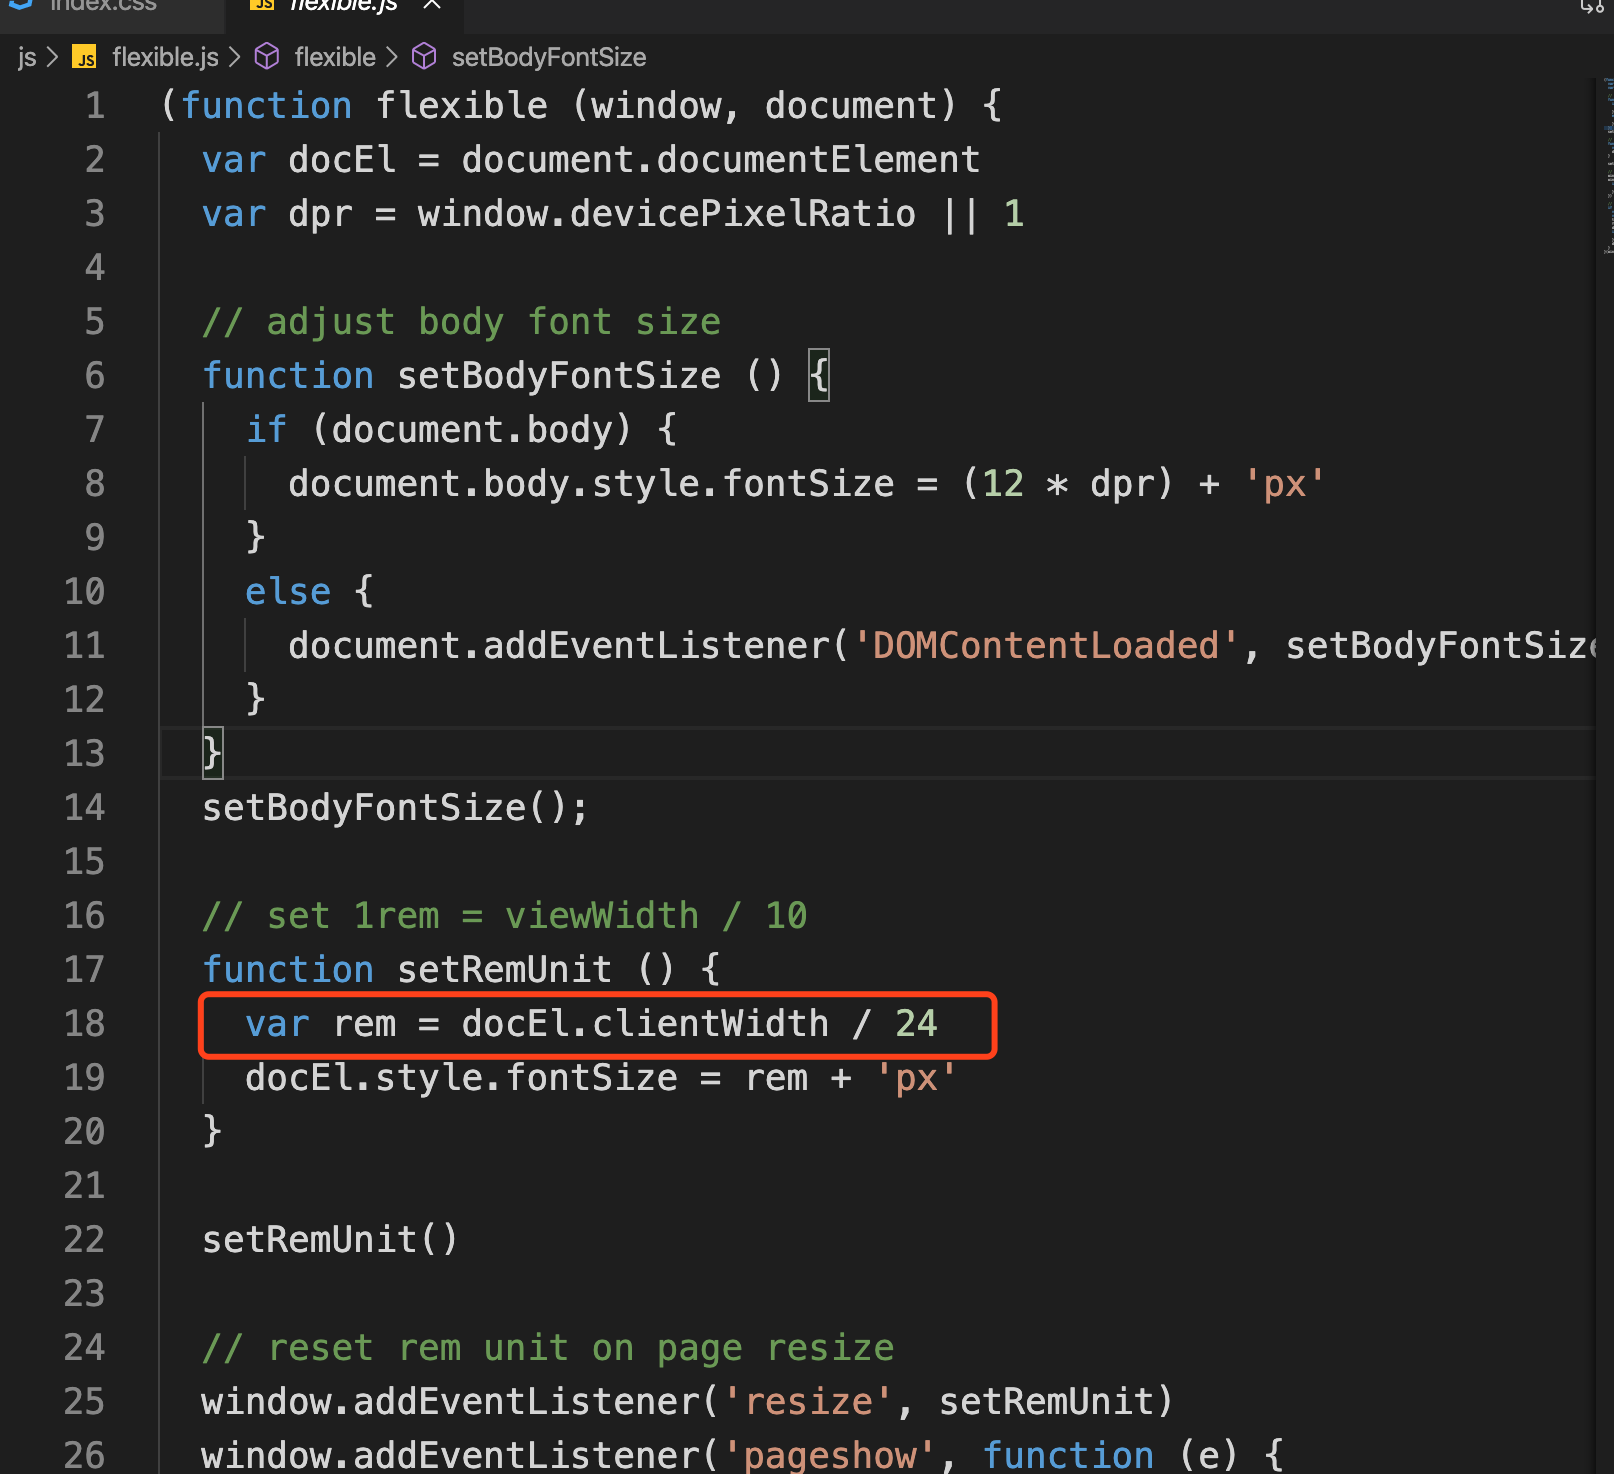 index.css JS flexible.js ×
js > JS flexible.js > flexible > setBodyFontSize
1 (function flexible (window, document) {
2 var docEl = document.documentElement
3 var dpr = window.devicePixelRatio || 1
4
5 // adjust body font size
6 function setBodyFontSize () {
7 if (document.body) {
8 document.body.style.fontSize = (12 * dpr) + 'px'
9 }
10 else {
11 document.addEventListener('DOMContentLoaded', setBodyFontSize
12 }
13 }
14 setBodyFontSize();
15
16 // set 1rem = viewWidth / 10
17 function setRemUnit () {
18 var rem = docEl.clientWidth / 24
19 docEl.style.fontSize = rem + 'px'
20 }
21
22 setRemUnit()
23
24 // reset rem unit on page resize
25 window.addEventListener('resize', setRemUnit)
26 window.addEventListener('pageshow', function (e) {